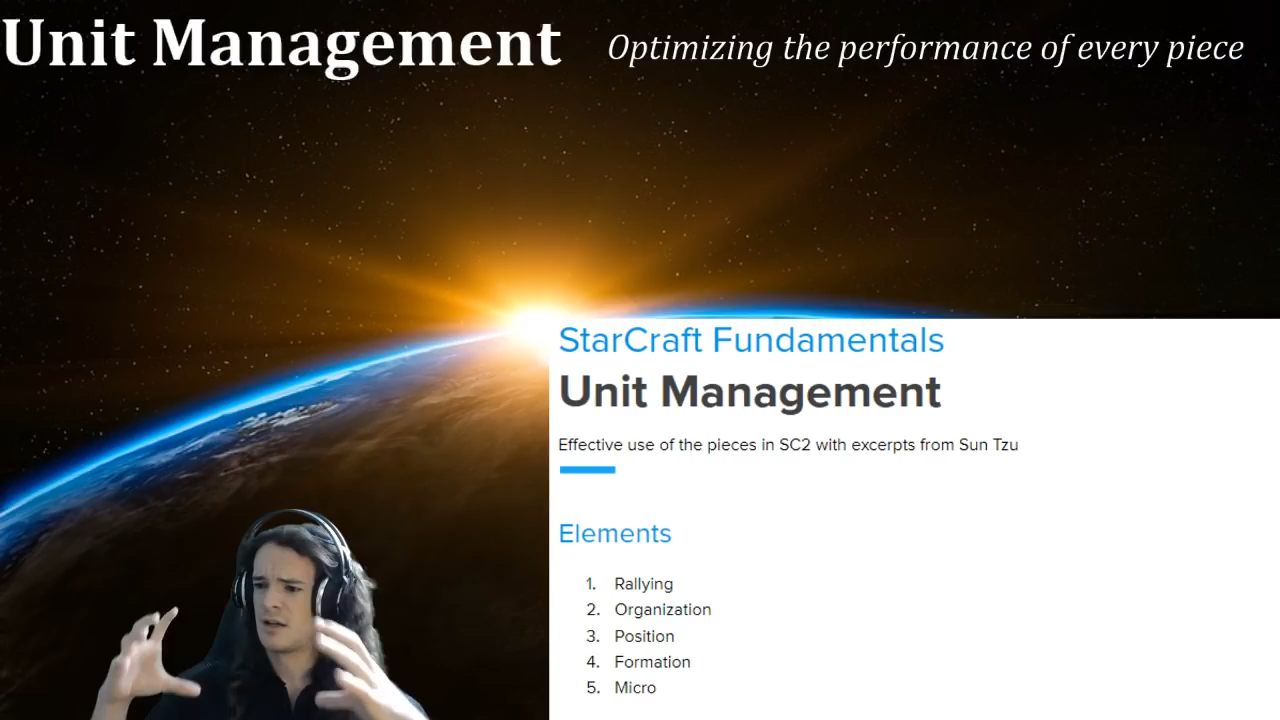 Unit Management
Optimizing the performance of every piece
StarCraft Fundamentals
Unit Management
Effective use of the pieces in SC2 with excerpts from Sun Tzu
Elements
1. Rallying
2. Organization
3. Position
4. Formation
5. Micro